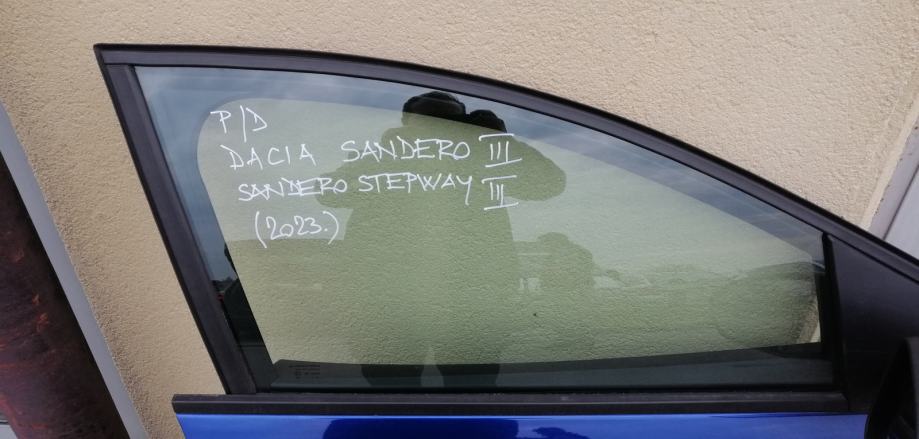 P/D
DACIA SANDERO III
SANDERO STEPWAY III
(2023.)